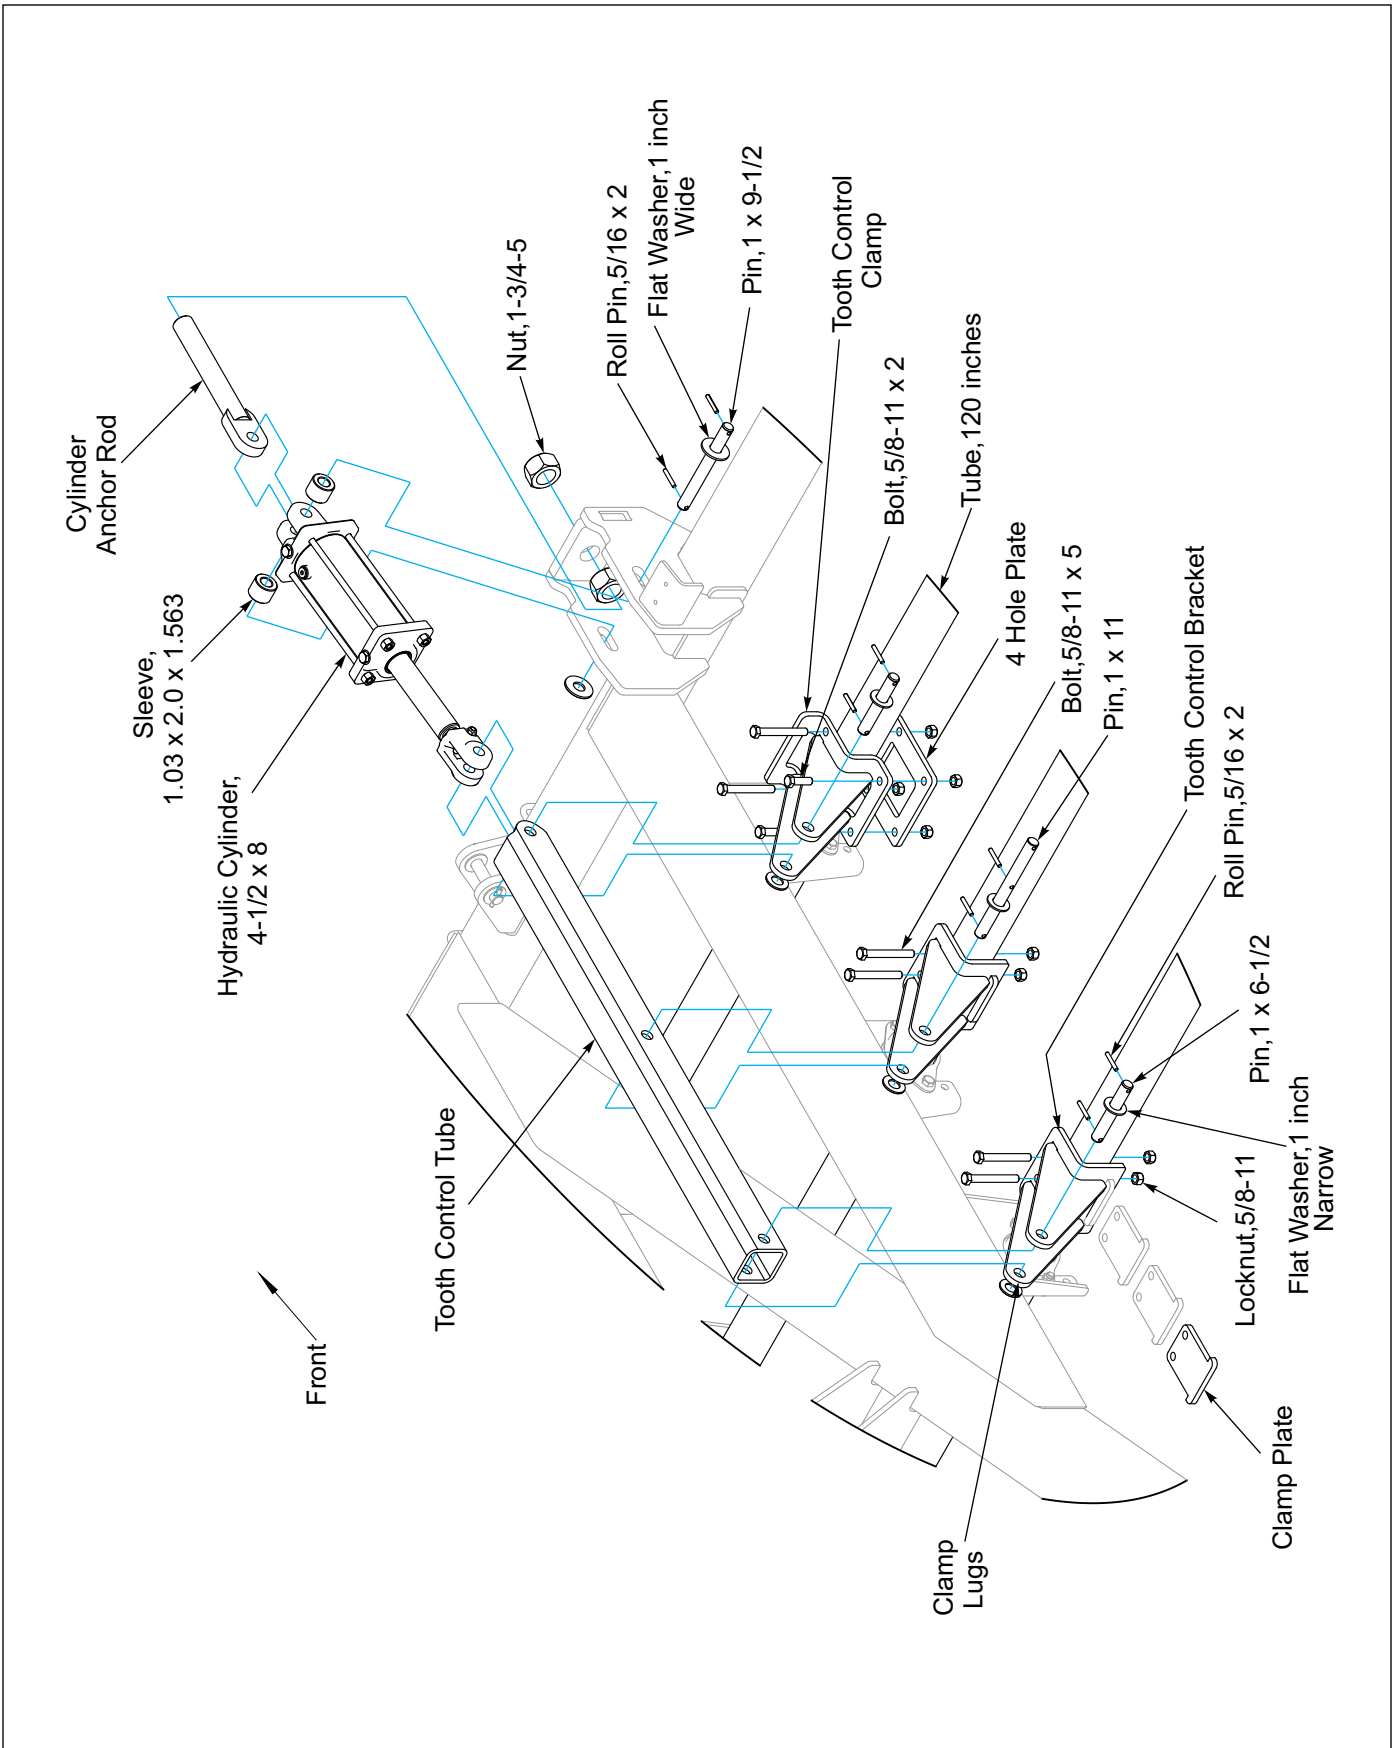 Cylinder
Anchor Rod
Sleeve,
1.03 x 2.0 x 1.563
Hydraulic Cylinder,
4-1/2 x 8
Nut,1-3/4-5
Roll Pin,5/16 x 2
Flat Washer,1 inch
Wide
Pin,1 x 9-1/2
Tooth Control
Clamp
Bolt,5/8-11 x 2
Tube,120 inches
4 Hole Plate
Bolt,5/8-11 x 5
Pin,1 x 11
Tooth Control Bracket
Roll Pin,5/16 x 2
Pin,1 x 6-1/2
Flat Washer,1 inch
Narrow
Locknut,5/8-11
Tooth Control Tube
Front
Clamp
Lugs
Clamp Plate